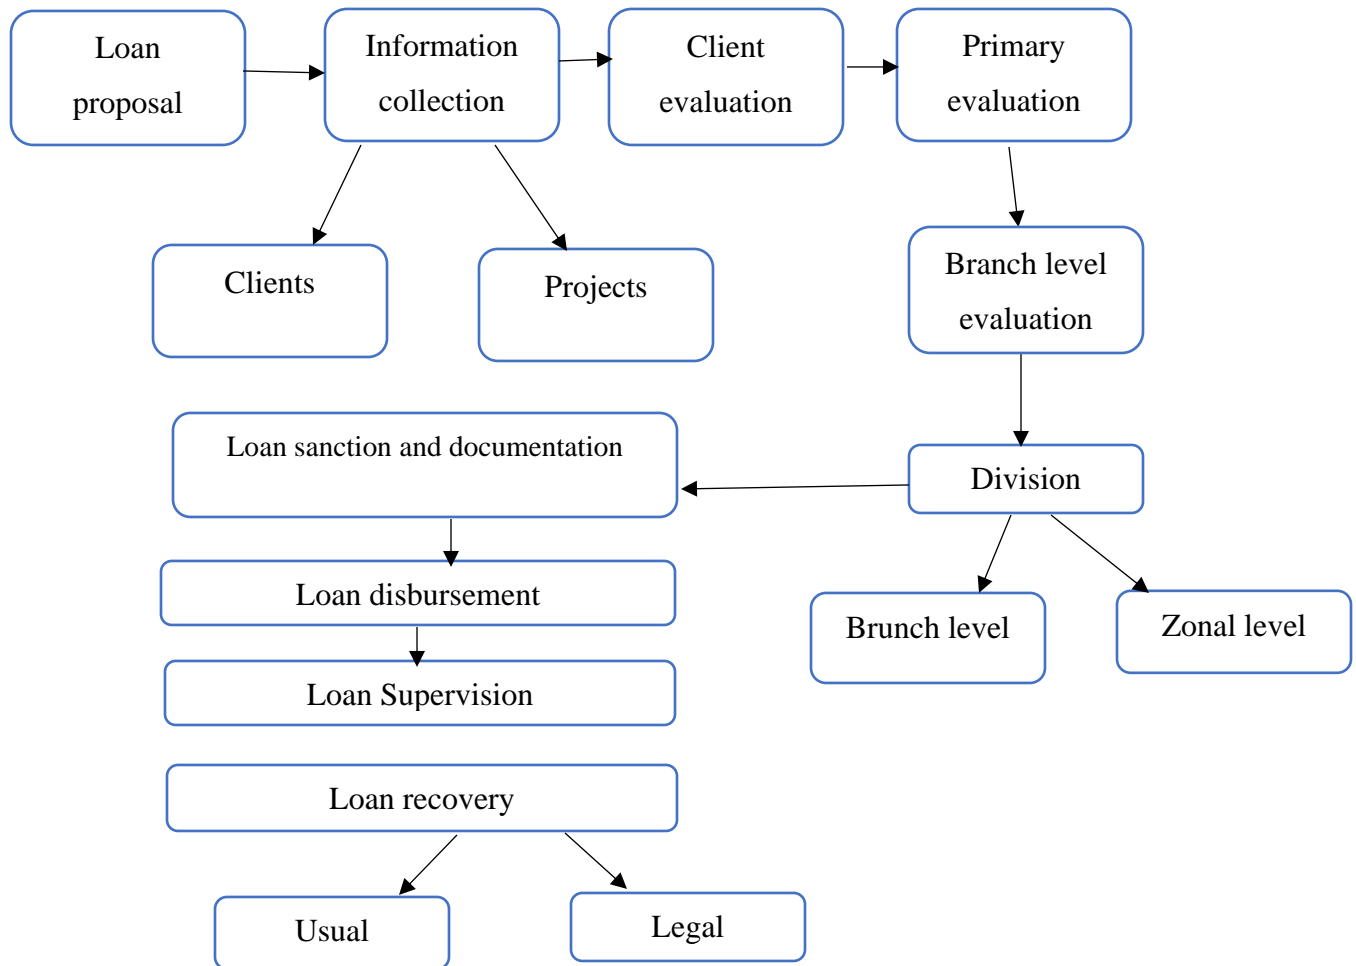 Loan
proposal
Information
collection
Client
evaluation
Primary
evaluation
Clients
Projects
Branch level
evaluation
Loan sanction and documentation
Division
Loan disbursement
Brunch level
Zonal level
Loan Supervision
Loan recovery
Usual
Legal